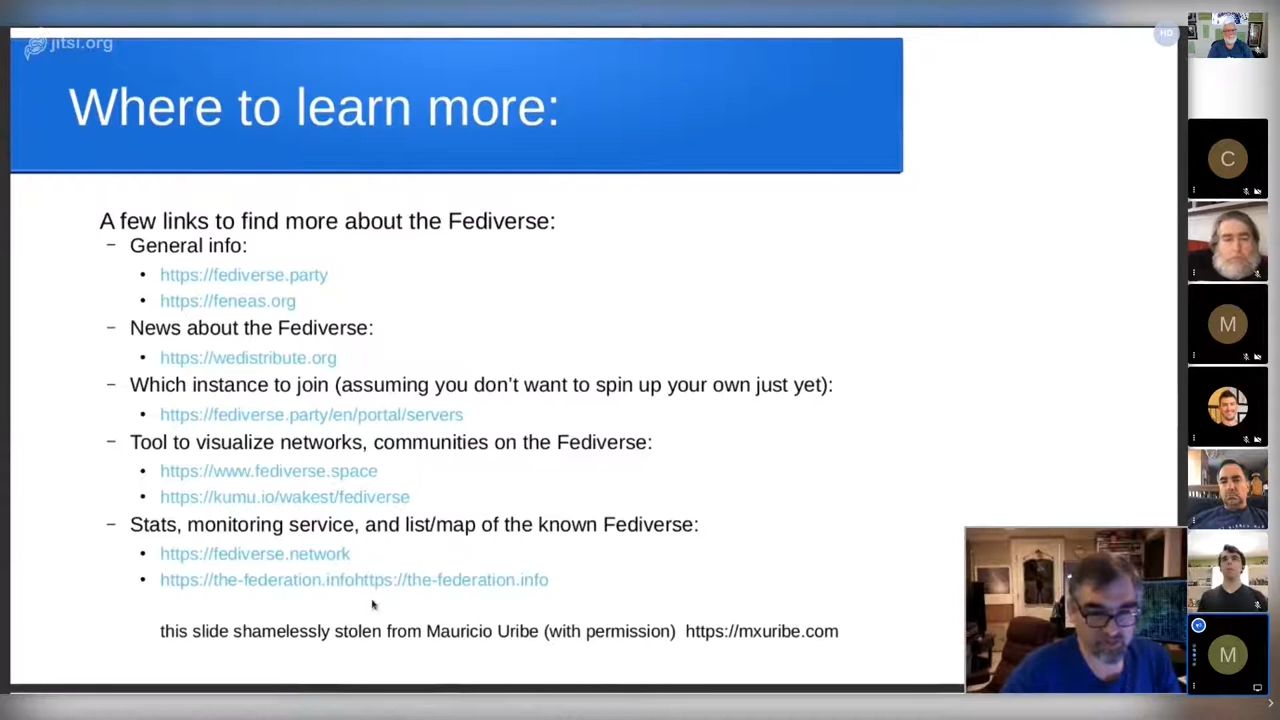 jitsi.org
HD
Where to learn more:
A few links to find more about the Fediverse:
– General info:
• https://fediverse.party
• https://feneas.org
– News about the Fediverse:
• https://wedistribute.org
– Which instance to join (assuming you don't want to spin up your own just yet):
• https://fediverse.party/en/portal/servers
– Tool to visualize networks, communities on the Fediverse:
• https://www.fediverse.space
• https://kumu.io/wakest/fediverse
– Stats, monitoring service, and list/map of the known Fediverse:
• https://fediverse.network
• https://the-federation.infohttps://the-federation.info
this slide shamelessly stolen from Mauricio Uribe (with permission) https://mxuribe.com
C
M
M